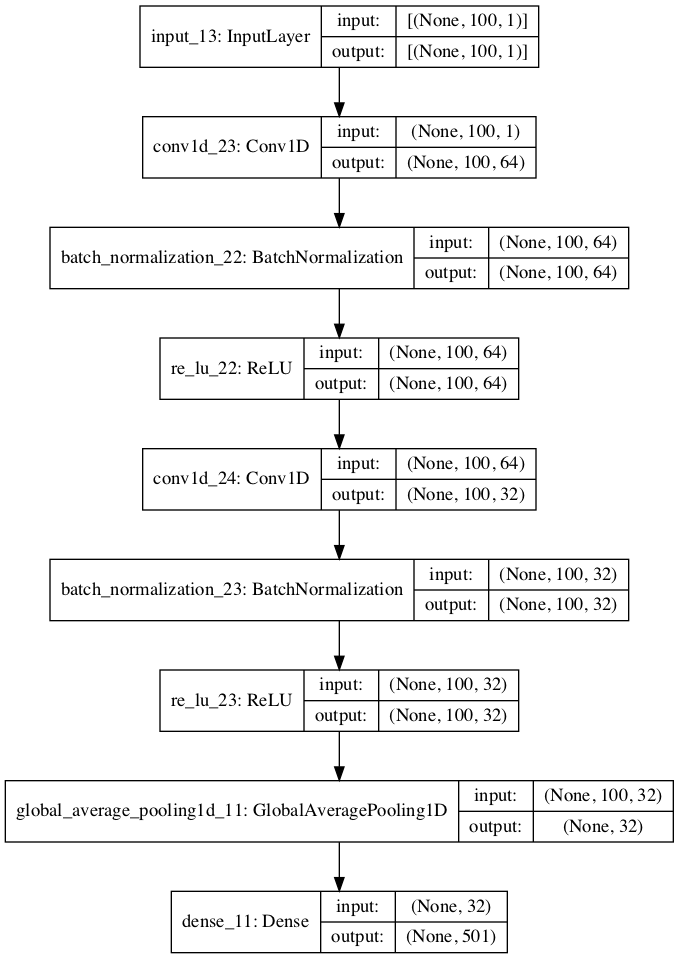 input_13: InputLayer
input:
[(None, 100, 1)]
output:
[(None, 100, 1)]
conv1d_23: Conv1D
input:
(None, 100, 1)
output:
(None, 100, 64)
batch_normalization_22: BatchNormalization
input:
(None, 100, 64)
output:
(None, 100, 64)
re_lu_22: ReLU
input:
(None, 100, 64)
output:
(None, 100, 64)
conv1d_24: Conv1D
input:
(None, 100, 64)
output:
(None, 100, 32)
batch_normalization_23: BatchNormalization
input:
(None, 100, 32)
output:
(None, 100, 32)
re_lu_23: ReLU
input:
(None, 100, 32)
output:
(None, 100, 32)
global_average_pooling1d_11: GlobalAveragePooling1D
input:
(None, 100, 32)
output:
(None, 32)
dense_11: Dense
input:
(None, 32)
output:
(None, 501)